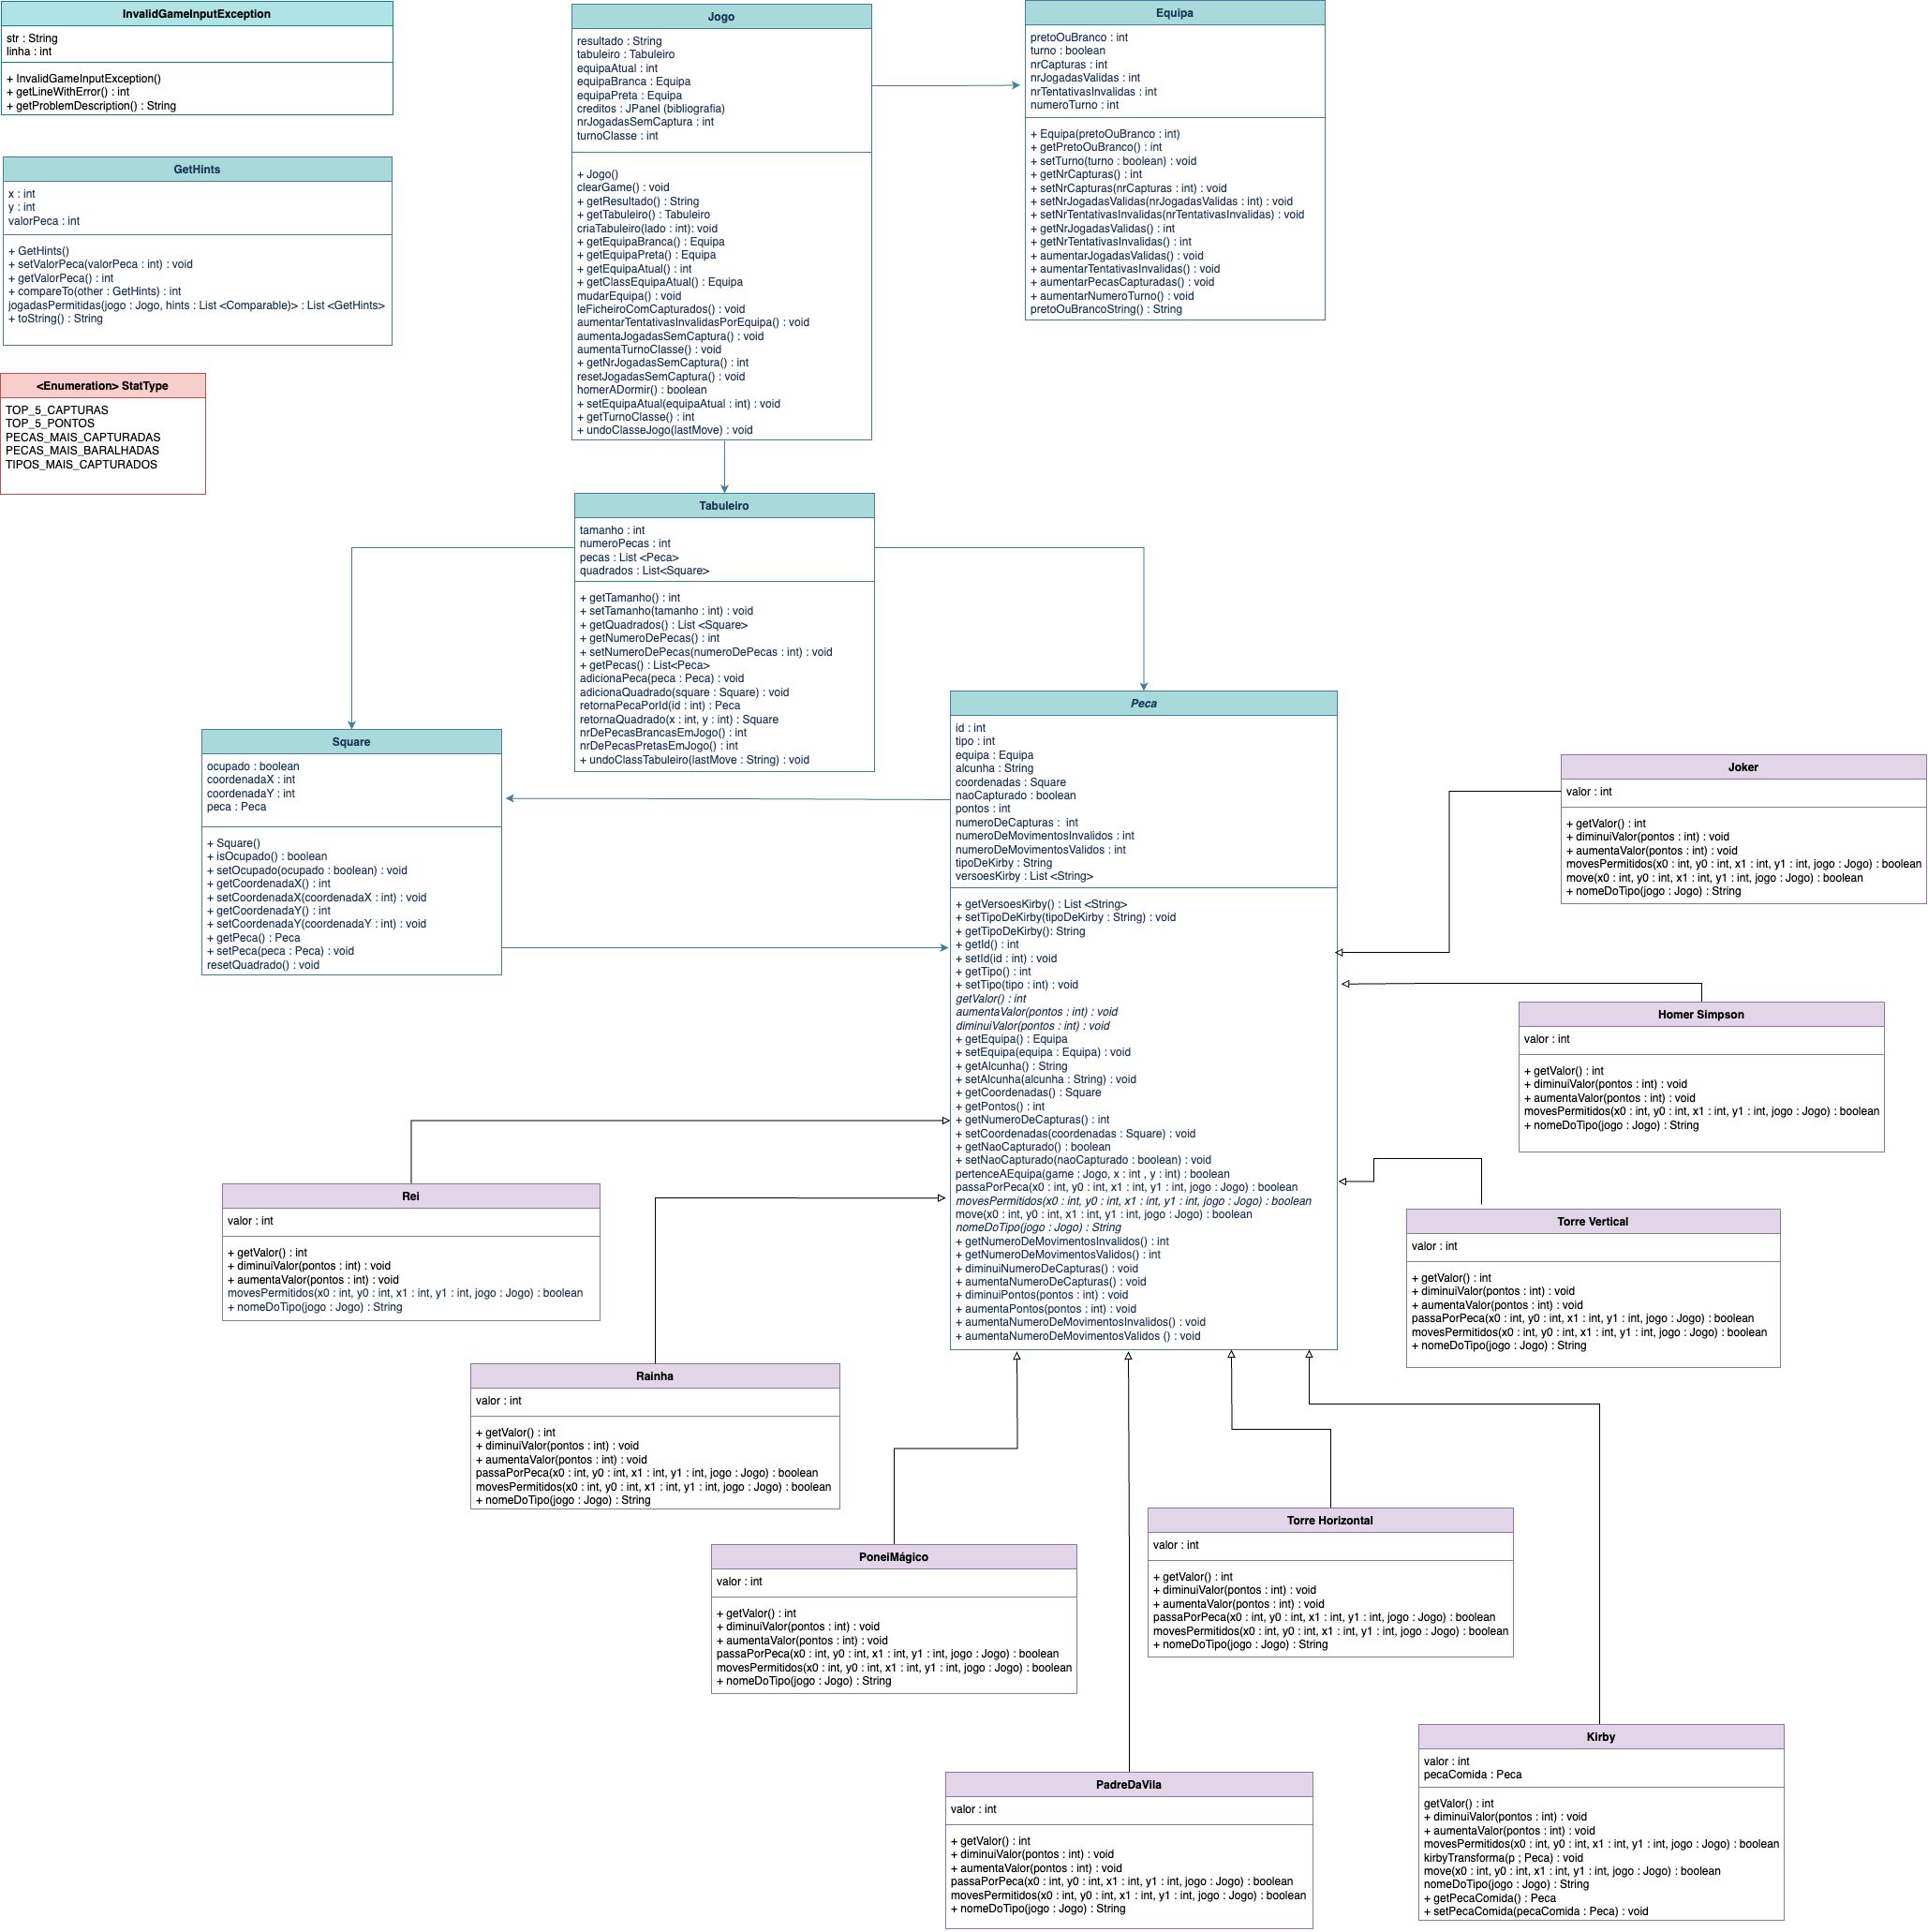 InvalidGameInputException
str : String
linha : int
+ InvalidGameInputException()
+ getLineWithError() : int
+ getProblemDescription() : String
GetHints
x : int
y : int
valorPeca : int
+ GetHints()
+ setValorPeca(valorPeca : int) : void
+ getValorPeca() : int
+ compareTo(other : GetHints) : int
jogadasPermitidas(jogo : Jogo, hints : List <Comparable)> : List <GetHints>
+ toString() : String
<Enumeration> StatType
TOP_5_CAPTURAS
TOP_5_PONTOS
PECAS_MAIS_CAPTURADAS
PECAS_MAIS_BARALHADAS
TIPOS_MAIS_CAPTURADOS
Jogo
resultado : String
tabuleiro : Tabuleiro
equipaAtual : int
equipaBranca : Equipa
equipaPreta : Equipa
creditos : JPanel (bibliografia)
nrJogadasSemCaptura : int
turnoClasse : int
+ Jogo()
clearGame() : void
+ getResultado() : String
+ getTabuleiro() : Tabuleiro
criaTabuleiro(lado : int): void
+ getEquipaBranca() : Equipa
+ getEquipaPreta() : Equipa
+ getEquipaAtual() : int
+ getClassEquipaAtual() : Equipa
mudarEquipa() : void
leFicheiroComCapturados() : void
aumentarTentativasInvalidasPorEquipa() : void
aumentaJogadasSemCaptura() : void
aumentaTurnoClasse() : void
+ getNrJogadasSemCaptura() : int
resetJogadasSemCaptura() : void
homerADormir() : boolean
+ setEquipaAtual(equipaAtual : int) : void
+ getTurnoClasse() : int
+ undoClasseJogo(lastMove) : void
Equipa
pretoOuBranco : int
turno : boolean
nrCapturas : int
nrJogadasValidas : int
nrTentativasInvalidas : int
numeroTurno : int
+ Equipa(pretoOuBranco : int)
+ getPretoOuBranco() : int
+ setTurno(turno : boolean) : void
+ getNrCapturas() : int
+ setNrCapturas(nrCapturas : int) : void
+ setNrJogadasValidas(nrJogadasValidas : int) : void
+ setNrTentativasInvalidas(nrTentativasInvalidas) : void
+ getNrJogadasValidas() : int
+ getNrTentativasInvalidas() : int
+ aumentarJogadasValidas() : void
+ aumentarTentativasInvalidas() : void
+ aumentarPecasCapturadas() : void
+ aumentarNumeroTurno() : void
pretoOuBrancoString() : String
Tabuleiro
tamanho : int
numeroPecas : int
pecas : List <Peca>
quadrados : List<Square>
+ getTamanho() : int
+ setTamanho(tamanho : int) : void
+ getQuadrados() : List <Square>
+ getNumeroDePecas() : int
+ setNumeroDePecas(numeroDePecas : int) : void
+ getPecas() : List<Peca>
adicionaPeca(peca : Peca) : void
adicionaQuadrado(square : Square) : void
retornaPecaPorId(id : int) : Peca
retornaQuadrado(x : int, y : int) : Square
nrDePecasBrancasEmJogo() : int
nrDePecasPretasEmJogo() : int
+ undoClassTabuleiro(lastMove : String) : void
Square
ocupado : boolean
coordenadaX : int
coordenadaY : int
peca : Peca
+ Square()
+ isOcupado() : boolean
+ setOcupado(ocupado : boolean) : void
+ getCoordenadaX() : int
+ setCoordenadaX(coordenadaX : int) : void
+ getCoordenadaY() : int
+ setCoordenadaY(coordenadaY : int) : void
+ getPeca() : Peca
+ setPeca(peca : Peca) : void
resetQuadrado() : void
Peca
id : int
tipo : int
equipa : Equipa
alcunha : String
coordenadas : Square
naoCapturado : boolean
pontos : int
numeroDeCapturas : int
numeroDeMovimentosInvalidos : int
numeroDeMovimentosValidos : int
tipoDeKirby : String
versoesKirby : List <String>
+ getVersoesKirby() : List <String>
+ setTipoDeKirby(tipoDeKirby : String) : void
+ getTipoDeKirby(): String
+ getId() : int
+ setId(id : int) : void
+ getTipo() : int
+ setTipo(tipo : int) : void
getValor() : int
aumentaValor(pontos : int) : void
diminuiValor(pontos : int) : void
+ getEquipa() : Equipa
+ setEquipa(equipa : Equipa) : void
+ getAlcunha() : String
+ setAlcunha(alcunha : String) : void
+ getCoordenadas() : Square
+ getPontos() : int
+ getNumeroDeCapturas() : int
+ setCoordenadas(coordenadas : Square) : void
+ getNaoCapturado() : boolean
+ setNaoCapturado(naoCapturado : boolean) : void
pertenceAEquipa(game : Jogo, x : int , y : int) : boolean
passaPorPeca(x0 : int, y0 : int, x1 : int, y1 : int, jogo : Jogo) : boolean
movesPermitidos(x0 : int, y0 : int, x1 : int, y1 : int, jogo : Jogo) : boolean
move(x0 : int, y0 : int, x1 : int, y1 : int, jogo : Jogo) : boolean
nomeDoTipo(jogo : Jogo) : String
+ getNumeroDeMovimentosInvalidos() : int
+ getNumeroDeMovimentosValidos() : int
+ diminuiNumeroDeCapturas() : void
+ aumentaNumeroDeCapturas() : void
+ diminuiPontos(pontos : int) : void
+ aumentaPontos(pontos : int) : void
+ aumentaNumeroDeMovimentosInvalidos() : void
+ aumentaNumeroDeMovimentosValidos () : void
Joker
valor : int
+ getValor() : int
+ diminuiValor(pontos : int) : void
+ aumentaValor(pontos : int) : void
movesPermitidos(x0 : int, y0 : int, x1 : int, y1 : int, jogo : Jogo) : boolean
move(x0 : int, y0 : int, x1 : int, y1 : int, jogo : Jogo) : boolean
+ nomeDoTipo(jogo : Jogo) : String
Homer Simpson
valor : int
+ getValor() : int
+ diminuiValor(pontos : int) : void
+ aumentaValor(pontos : int) : void
movesPermitidos(x0 : int, y0 : int, x1 : int, y1 : int, jogo : Jogo) : boolean
+ nomeDoTipo(jogo : Jogo) : String
Torre Vertical
valor : int
+ getValor() : int
+ diminuiValor(pontos : int) : void
+ aumentaValor(pontos : int) : void
passaPorPeca(x0 : int, y0 : int, x1 : int, y1 : int, jogo : Jogo) : boolean
movesPermitidos(x0 : int, y0 : int, x1 : int, y1 : int, jogo : Jogo) : boolean
+ nomeDoTipo(jogo : Jogo) : String
Rei
valor : int
+ getValor() : int
+ diminuiValor(pontos : int) : void
+ aumentaValor(pontos : int) : void
movesPermitidos(x0 : int, y0 : int, x1 : int, y1 : int, jogo : Jogo) : boolean
+ nomeDoTipo(jogo : Jogo) : String
Rainha
valor : int
+ getValor() : int
+ diminuiValor(pontos : int) : void
+ aumentaValor(pontos : int) : void
passaPorPeca(x0 : int, y0 : int, x1 : int, y1 : int, jogo : Jogo) : boolean
movesPermitidos(x0 : int, y0 : int, x1 : int, y1 : int, jogo : Jogo) : boolean
+ nomeDoTipo(jogo : Jogo) : String
PoneiMágico
valor : int
+ getValor() : int
+ diminuiValor(pontos : int) : void
+ aumentaValor(pontos : int) : void
passaPorPeca(x0 : int, y0 : int, x1 : int, y1 : int, jogo : Jogo) : boolean
movesPermitidos(x0 : int, y0 : int, x1 : int, y1 : int, jogo : Jogo) : boolean
+ nomeDoTipo(jogo : Jogo) : String
Torre Horizontal
valor : int
+ getValor() : int
+ diminuiValor(pontos : int) : void
+ aumentaValor(pontos : int) : void
passaPorPeca(x0 : int, y0 : int, x1 : int, y1 : int, jogo : Jogo) : boolean
movesPermitidos(x0 : int, y0 : int, x1 : int, y1 : int, jogo : Jogo) : boolean
+ nomeDoTipo(jogo : Jogo) : String
PadreDaVila
valor : int
+ getValor() : int
+ diminuiValor(pontos : int) : void
+ aumentaValor(pontos : int) : void
passaPorPeca(x0 : int, y0 : int, x1 : int, y1 : int, jogo : Jogo) : boolean
movesPermitidos(x0 : int, y0 : int, x1 : int, y1 : int, jogo : Jogo) : boolean
+ nomeDoTipo(jogo : Jogo) : String
Kirby
valor : int
pecaComida : Peca
getValor() : int
+ diminuiValor(pontos : int) : void
+ aumentaValor(pontos : int) : void
movesPermitidos(x0 : int, y0 : int, x1 : int, y1 : int, jogo : Jogo) : boolean
kirbyTransforma(p ; Peca) : void
move(x0 : int, y0 : int, x1 : int, y1 : int, jogo : Jogo) : boolean
nomeDoTipo(jogo : Jogo) : String
+ getPecaComida() : Peca
+ setPecaComida(pecaComida : Peca) : void